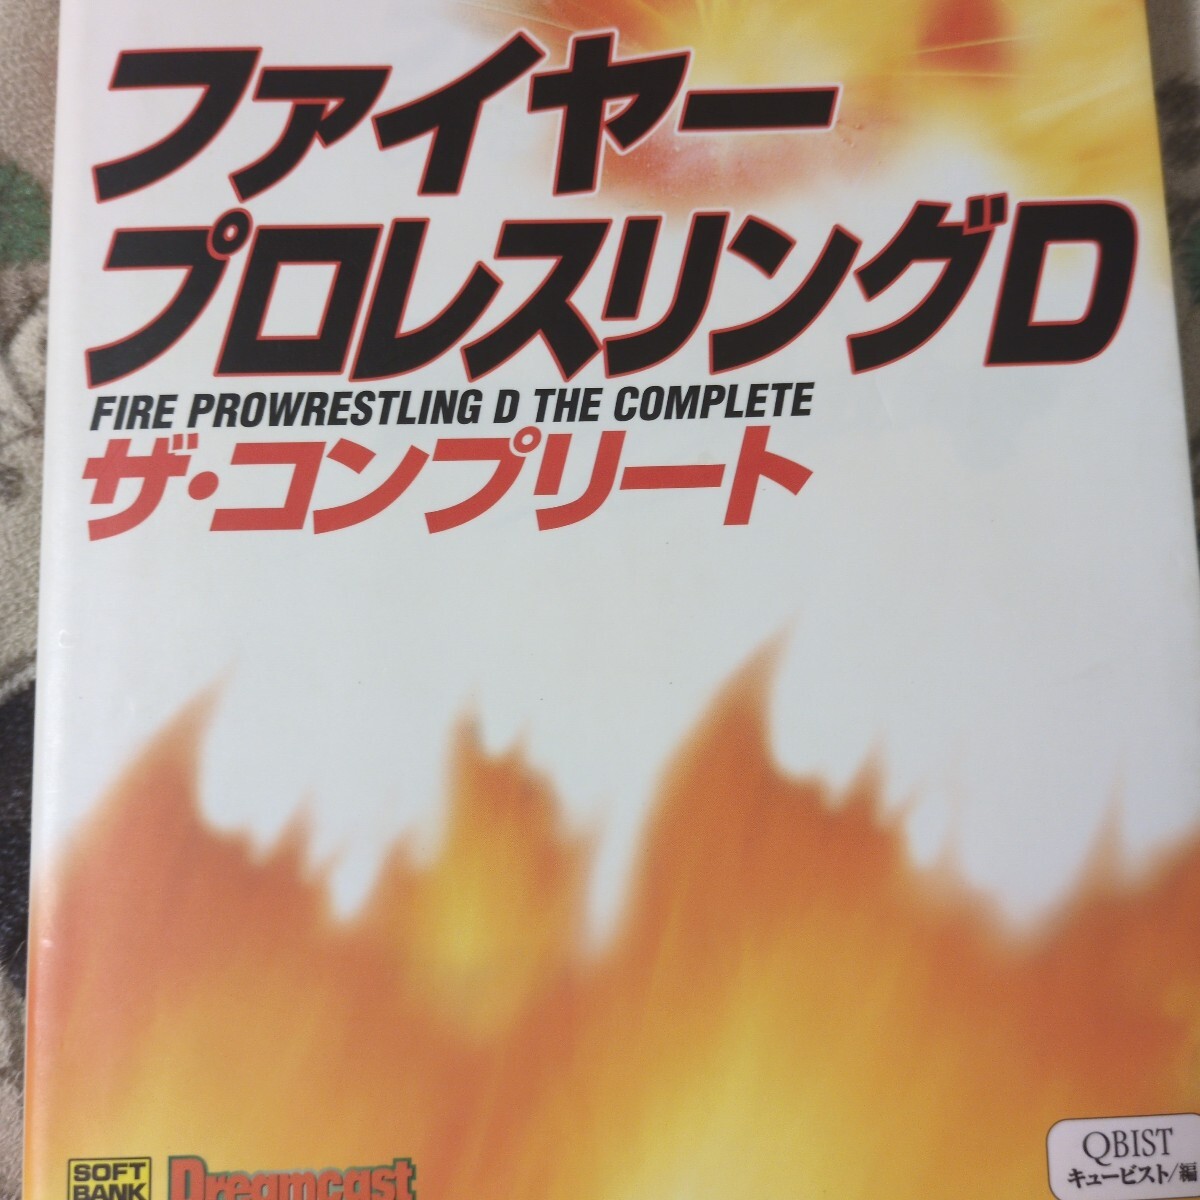 ファイヤー
プロレスリングD
FIRE PROWRESTLING D THE COMPLETE
ザ・コンプリート
SOFT
BANK
Dreamcast
QBIST
キュービスト/編